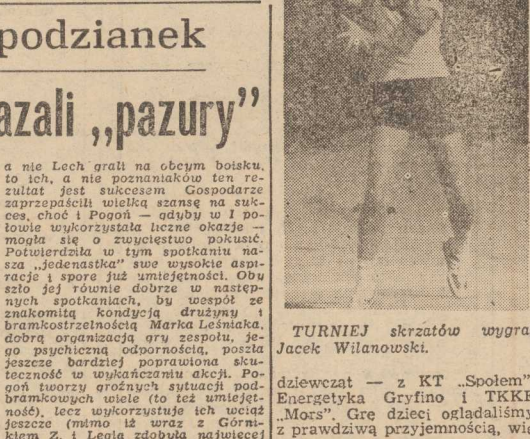 podzianek
azali „pazury”
a nie Lech grali na obcym boisku,
to ich, a nie poznaniaków ten re-
zultat jest sukcesem Gospodarze
zaprzepaścili wielką szansę na suk-
ces, choć i Pogoń — gdyby w I po-
łowie wykorzystała liczne okazje —
mogła się o zwycięstwo pokusić.
Potwierdziła w tym spotkaniu na-
sza „jedenastka” swe wysokie aspi-
racje i spore już umiejętności. Oby
szło jej równie dobrze w następ-
nych spotkaniach, by wespół ze
znakomitą kondycją drużyny i
bramkostrzelnością Marka Leśniaka,
dobrą organizacją gry zespołu, je-
go psychiczną odpornością, poszła
jeszcze bardziej poprawiona sku-
teczność w wykańczaniu akcji. Po-
goń tworzy groźnych sytuacji pod-
bramkowych wiele (to też umiejęt-
ność), lecz wykorzystuje ich wciąż
jeszcze (mimo iż wraz z Górni-
kiem Z. i Legią zdobyła najwięcej
TURNIEJ skrzatów wygra
Jacek Wilanowski.
dziewcząt — z KT „Społem”
Energetyka Gryfino i TKKF
„Mors”. Grę dzieci oglądaliśmy
z prawdziwą przyjemnością, wi